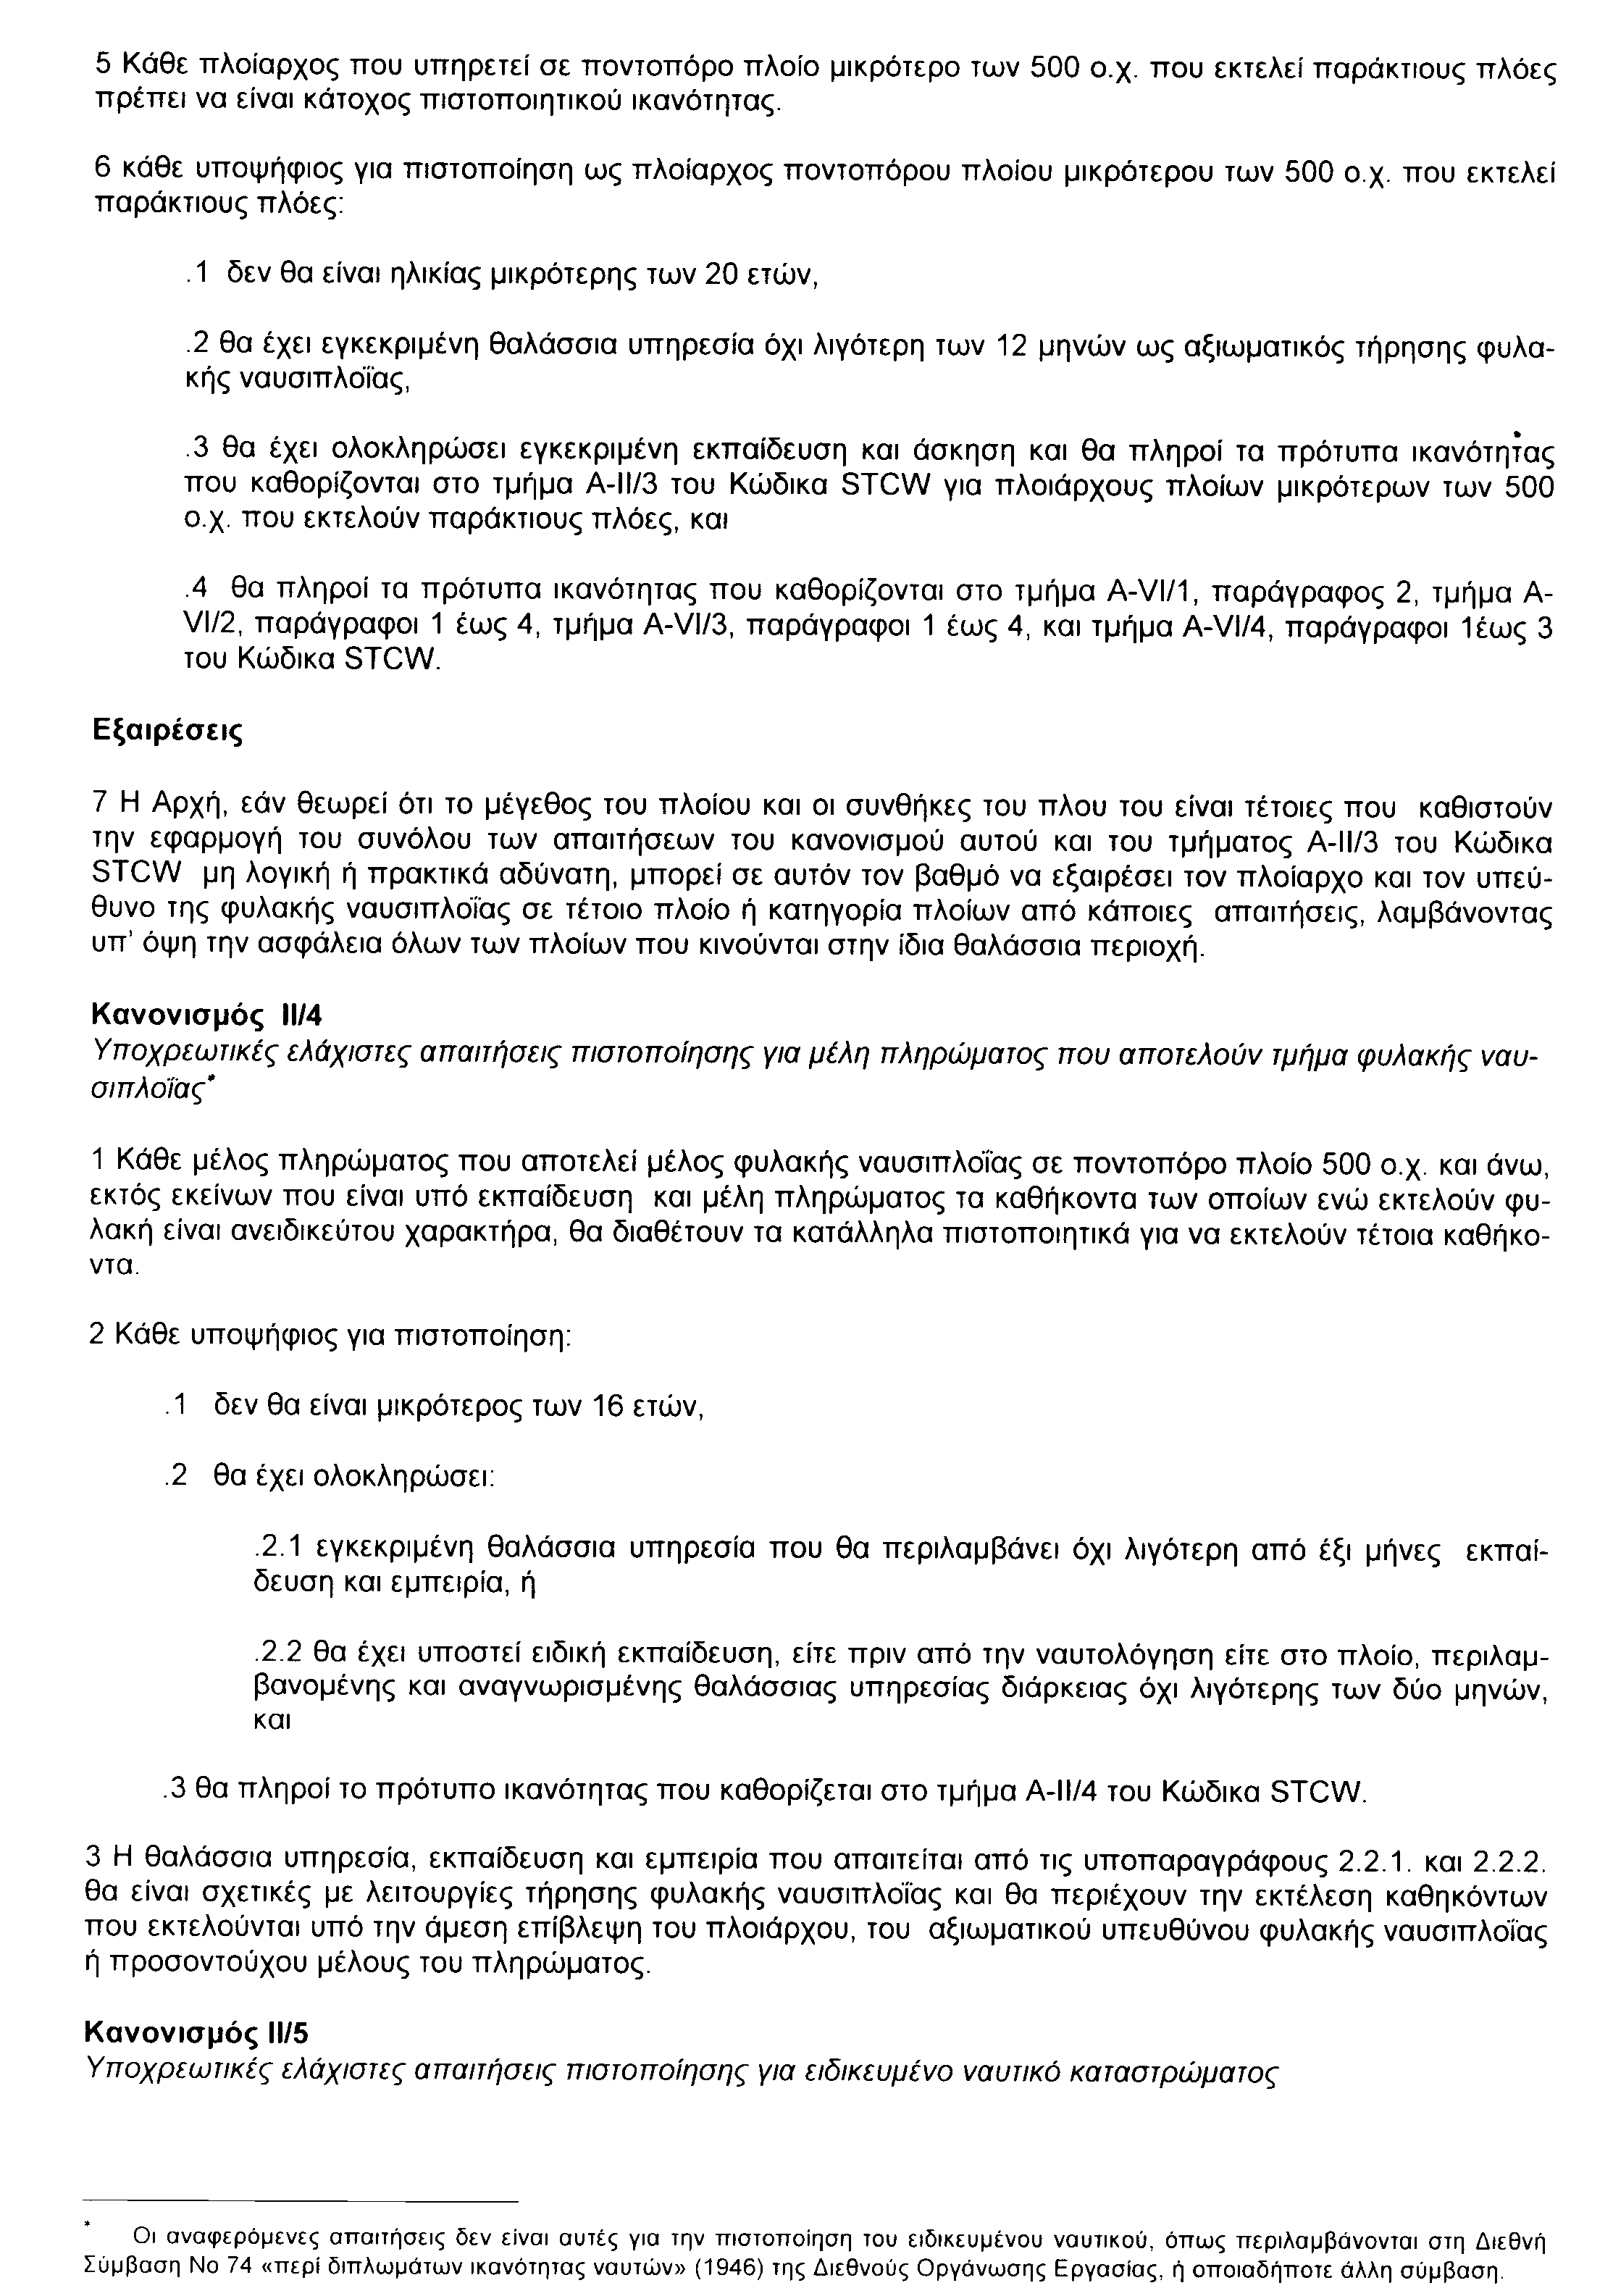 5 Κάθε πλοίαρχος που υπηρετεί σε ποντοπόρο πλοίο μικρότερο των 500 ο.χ. που εκτελεί παράκτιους πλόες
πρέπει να είναι κάτοχος πιστοποιητικού ικανότητας.
6 κάθε υποψήφιος για πιστοποίηση ως πλοίαρχος ποντοπόρου πλοίου μικρότερου των 500 ο.χ. που εκτελεί
παράκτιους πλόες:
.1 δεν θα είναι ηλικίας μικρότερης των 20 ετών,
.2 θα έχει εγκεκριμένη θαλάσσια υπηρεσία όχι λιγότερη των 12 μηνών ως αξιωματικός τήρησης φυλα-
κής ναυσιπλοΐας,
.3 θα έχει ολοκληρώσει εγκεκριμένη εκπαίδευση και άσκηση και θα πληροί τα πρότυπα ικανότητας
που καθορίζονται στο τμήμα A-II/3 του Κώδικα STCW για πλοιάρχους πλοίων μικρότερων των 500
ο.χ. που εκτελούν παράκτιους πλόες, και
.4 θα πληροί τα πρότυπα ικανότητας που καθορίζονται στο τμήμα A-VI/1, παράγραφος 2, τμήμα A-
VI/2, παράγραφοι 1 έως 4, τμήμα A-VI/3, παράγραφοι 1 έως 4, και τμήμα A-VI/4, παράγραφοι 1έως 3
του Κώδικα STCW.
Εξαιρέσεις
7 Η Αρχή, εάν θεωρεί ότι το μέγεθος του πλοίου και οι συνθήκες του πλου του είναι τέτοιες που καθιστούν
την εφαρμογή του συνόλου των απαιτήσεων του κανονισμού αυτού και του τμήματος A-II/3 του Κώδικα
STCW μη λογική ή πρακτικά αδύνατη, μπορεί σε αυτόν τον βαθμό να εξαιρέσει τον πλοίαρχο και τον υπεύ-
θυνο της φυλακής ναυσιπλοΐας σε τέτοιο πλοίο ή κατηγορία πλοίων από κάποιες απαιτήσεις, λαμβάνοντας
υπ’ όψη την ασφάλεια όλων των πλοίων που κινούνται στην ίδια θαλάσσια περιοχή.
Κανονισμός II/4
Υποχρεωτικές ελάχιστες απαιτήσεις πιστοποίησης για μέλη πληρώματος που αποτελούν τμήμα φυλακής ναυ-
σιπλοΐας*
1 Κάθε μέλος πληρώματος που αποτελεί μέλος φυλακής ναυσιπλοΐας σε ποντοπόρο πλοίο 500 ο.χ. και άνω,
εκτός εκείνων που είναι υπό εκπαίδευση και μέλη πληρώματος τα καθήκοντα των οποίων ενώ εκτελούν φυ-
λακή είναι ανειδικεύτου χαρακτήρα, θα διαθέτουν τα κατάλληλα πιστοποιητικά για να εκτελούν τέτοια καθήκο-
ντα.
2 Κάθε υποψήφιος για πιστοποίηση:
.1 δεν θα είναι μικρότερος των 16 ετών,
.2 θα έχει ολοκληρώσει:
.2.1 εγκεκριμένη θαλάσσια υπηρεσία που θα περιλαμβάνει όχι λιγότερη από έξι μήνες εκπαί-
δευση και εμπειρία, ή
.2.2 θα έχει υποστεί ειδική εκπαίδευση, είτε πριν από την ναυτολόγηση είτε στο πλοίο, περιλαμ-
βανομένης και αναγνωρισμένης θαλάσσιας υπηρεσίας διάρκειας όχι λιγότερης των δύο μηνών,
και
.3 θα πληροί το πρότυπο ικανότητας που καθορίζεται στο τμήμα A-II/4 του Κώδικα STCW.
3 Η θαλάσσια υπηρεσία, εκπαίδευση και εμπειρία που απαιτείται από τις υποπαραγράφους 2.2.1. και 2.2.2.
θα είναι σχετικές με λειτουργίες τήρησης φυλακής ναυσιπλοΐας και θα περιέχουν την εκτέλεση καθηκόντων
που εκτελούνται υπό την άμεση επίβλεψη του πλοιάρχου, του αξιωματικού υπευθύνου φυλακής ναυσιπλοΐας
ή προσοντούχου μέλους του πληρώματος.
Κανονισμός II/5
Υποχρεωτικές ελάχιστες απαιτήσεις πιστοποίησης για ειδικευμένο ναυτικό καταστρώματος
* Οι αναφερόμενες απαιτήσεις δεν είναι αυτές για την πιστοποίηση του ειδικευμένου ναυτικού, όπως περιλαμβάνονται στη Διεθνή
Σύμβαση Νο 74 «περί διπλωμάτων ικανότητας ναυτών» (1946) της Διεθνούς Οργάνωσης Εργασίας, ή οποιαδήποτε άλλη σύμβαση.